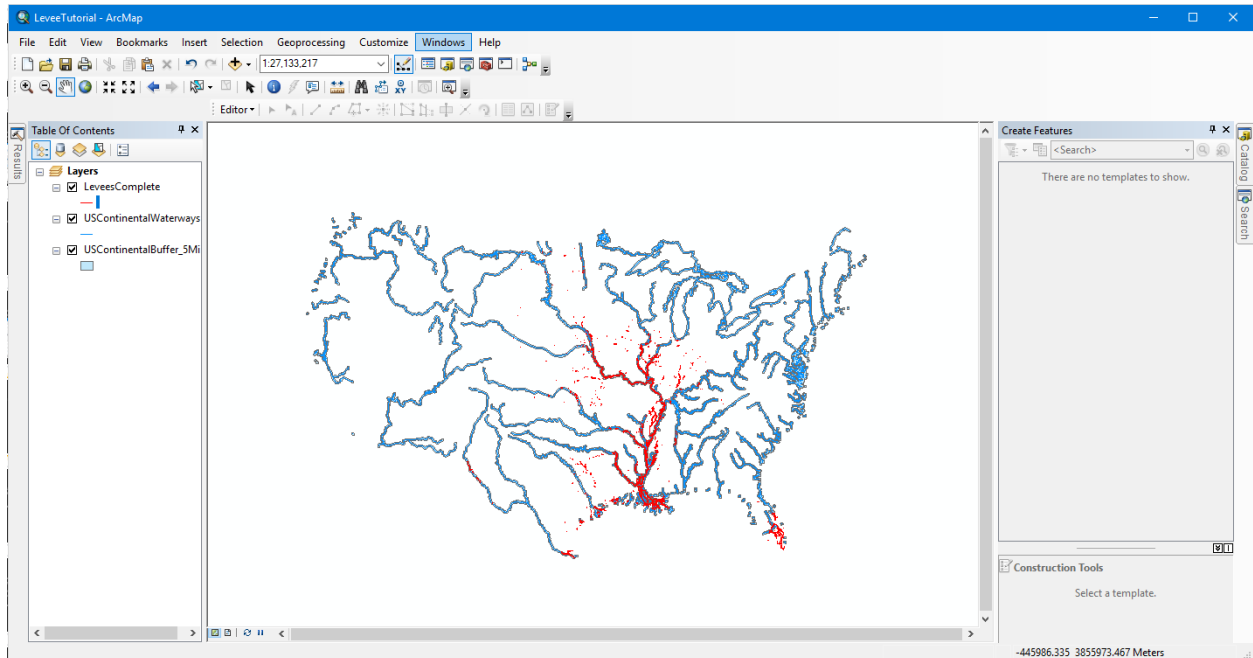 LeveeTutorial - ArcMap
File Edit View Bookmarks Insert Selection Geoprocessing Customize Windows Help
1:27,133,217
Editor
Results
Table Of Contents
Layers
LeveesComplete
USContinentalWaterways
USContinentalBuffer_5Mi
Create Features
<Search>
There are no templates to show.
Construction Tools
Select a template.
Catalog
Search
-445986.335 3855973.467 Meters